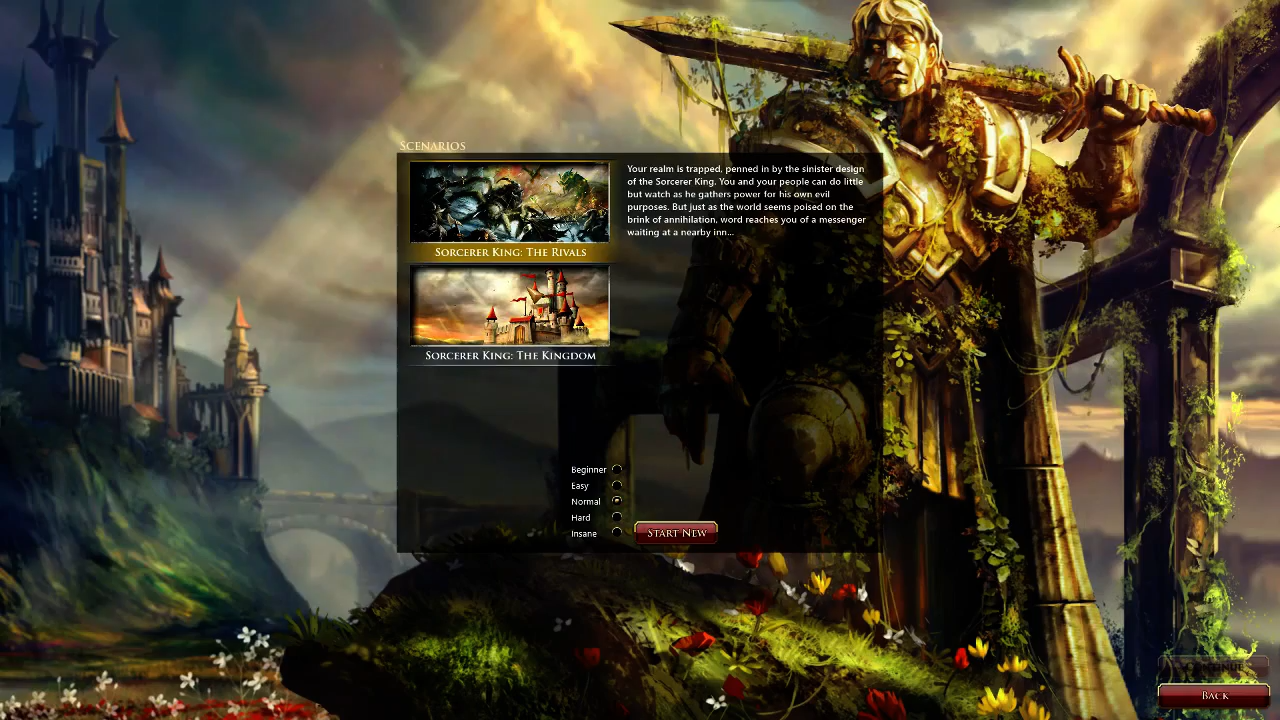 Scenarios
Your realm is trapped, penned in by the sinister design
of the Sorcerer King. You and your people can do little
but watch as he gathers power for his own evil
purposes. But just as the world seems poised on the
brink of annihilation, word reaches you of a messenger
waiting at a nearby inn...
Sorcerer King: The Rivals
Sorcerer King: The Kingdom
Beginner
Easy
Normal
Hard
Insane
Start New
Continue
Back